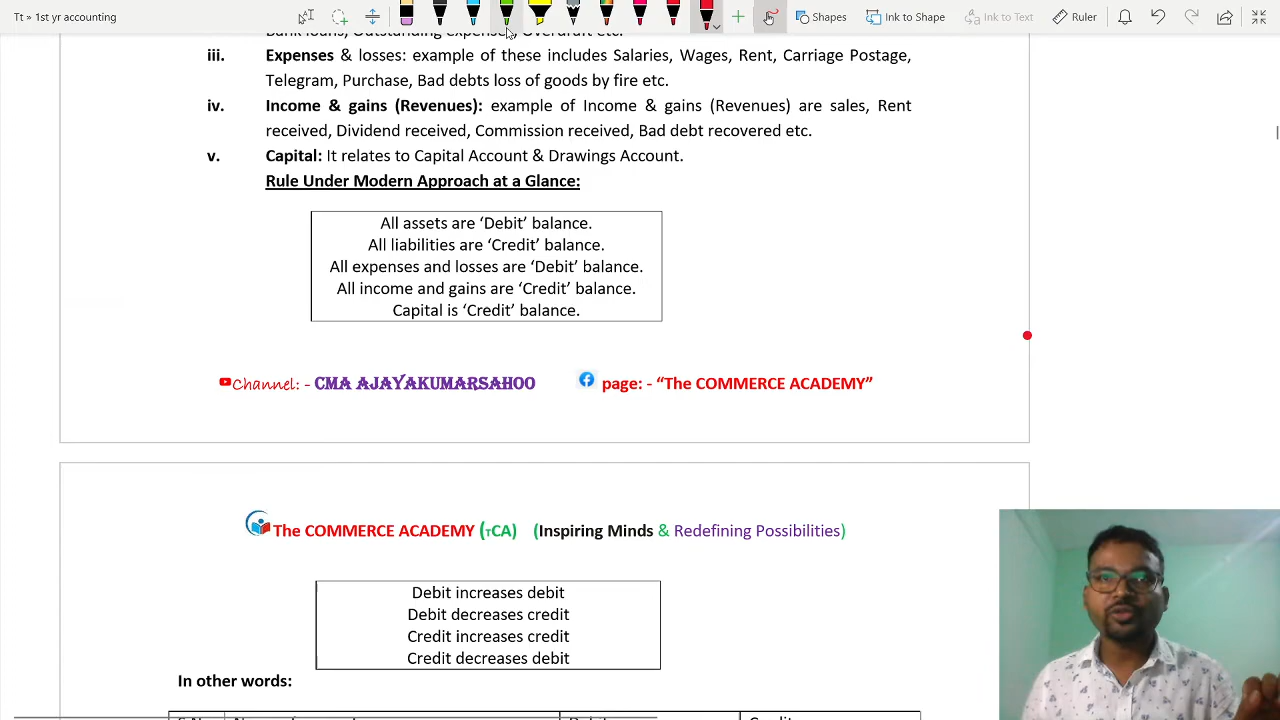 Tt » 1st yr accounting
Shapes
Ink to Shape
Ink to Text
Ruler
Bank loans, Outstanding expenses, Overdraft etc.
iii. Expenses & losses: example of these includes Salaries, Wages, Rent, Carriage Postage,
Telegram, Purchase, Bad debts loss of goods by fire etc.
iv. Income & gains (Revenues): example of Income & gains (Revenues) are sales, Rent
received, Dividend received, Commission received, Bad debt recovered etc.
v. Capital: It relates to Capital Account & Drawings Account.
Rule Under Modern Approach at a Glance:
All assets are ‘Debit’ balance.
All liabilities are ‘Credit’ balance.
All expenses and losses are ‘Debit’ balance.
All income and gains are ‘Credit’ balance.
Capital is ‘Credit’ balance.
Channel: - CMA AJAYAKUMARSAHOO page: - “The COMMERCE ACADEMY”
The COMMERCE ACADEMY (TCA) (Inspiring Minds & Redefining Possibilities)
Debit increases debit
Debit decreases credit
Credit increases credit
Credit decreases debit
In other words: